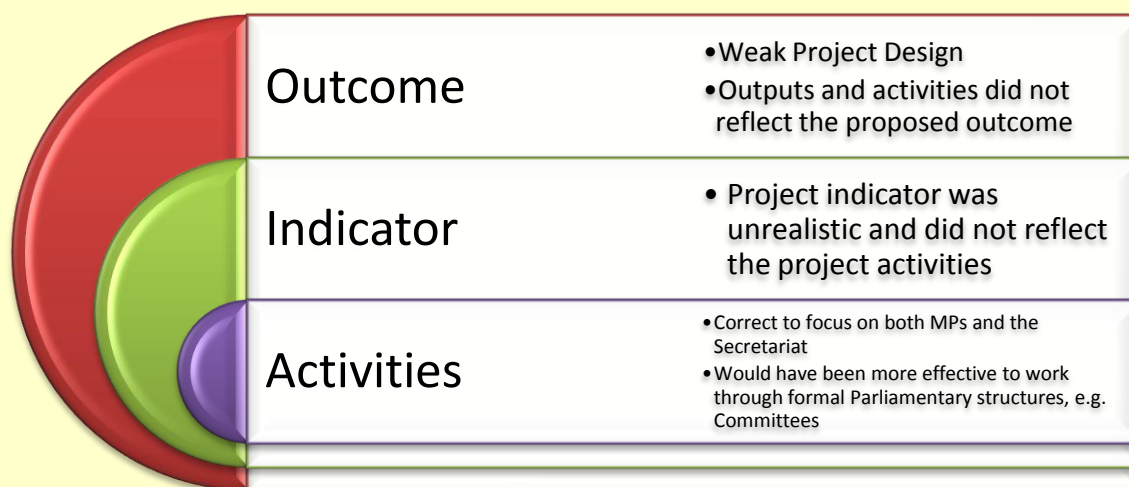 Outcome
•Weak Project Design
•Outputs and activities did not
reflect the proposed outcome
Indicator
• Project indicator was
unrealistic and did not reflect
the project activities
Activities
•Correct to focus on both MPs and the
Secretariat
•Would have been more effective to work
through formal Parliamentary structures, e.g.
Committees